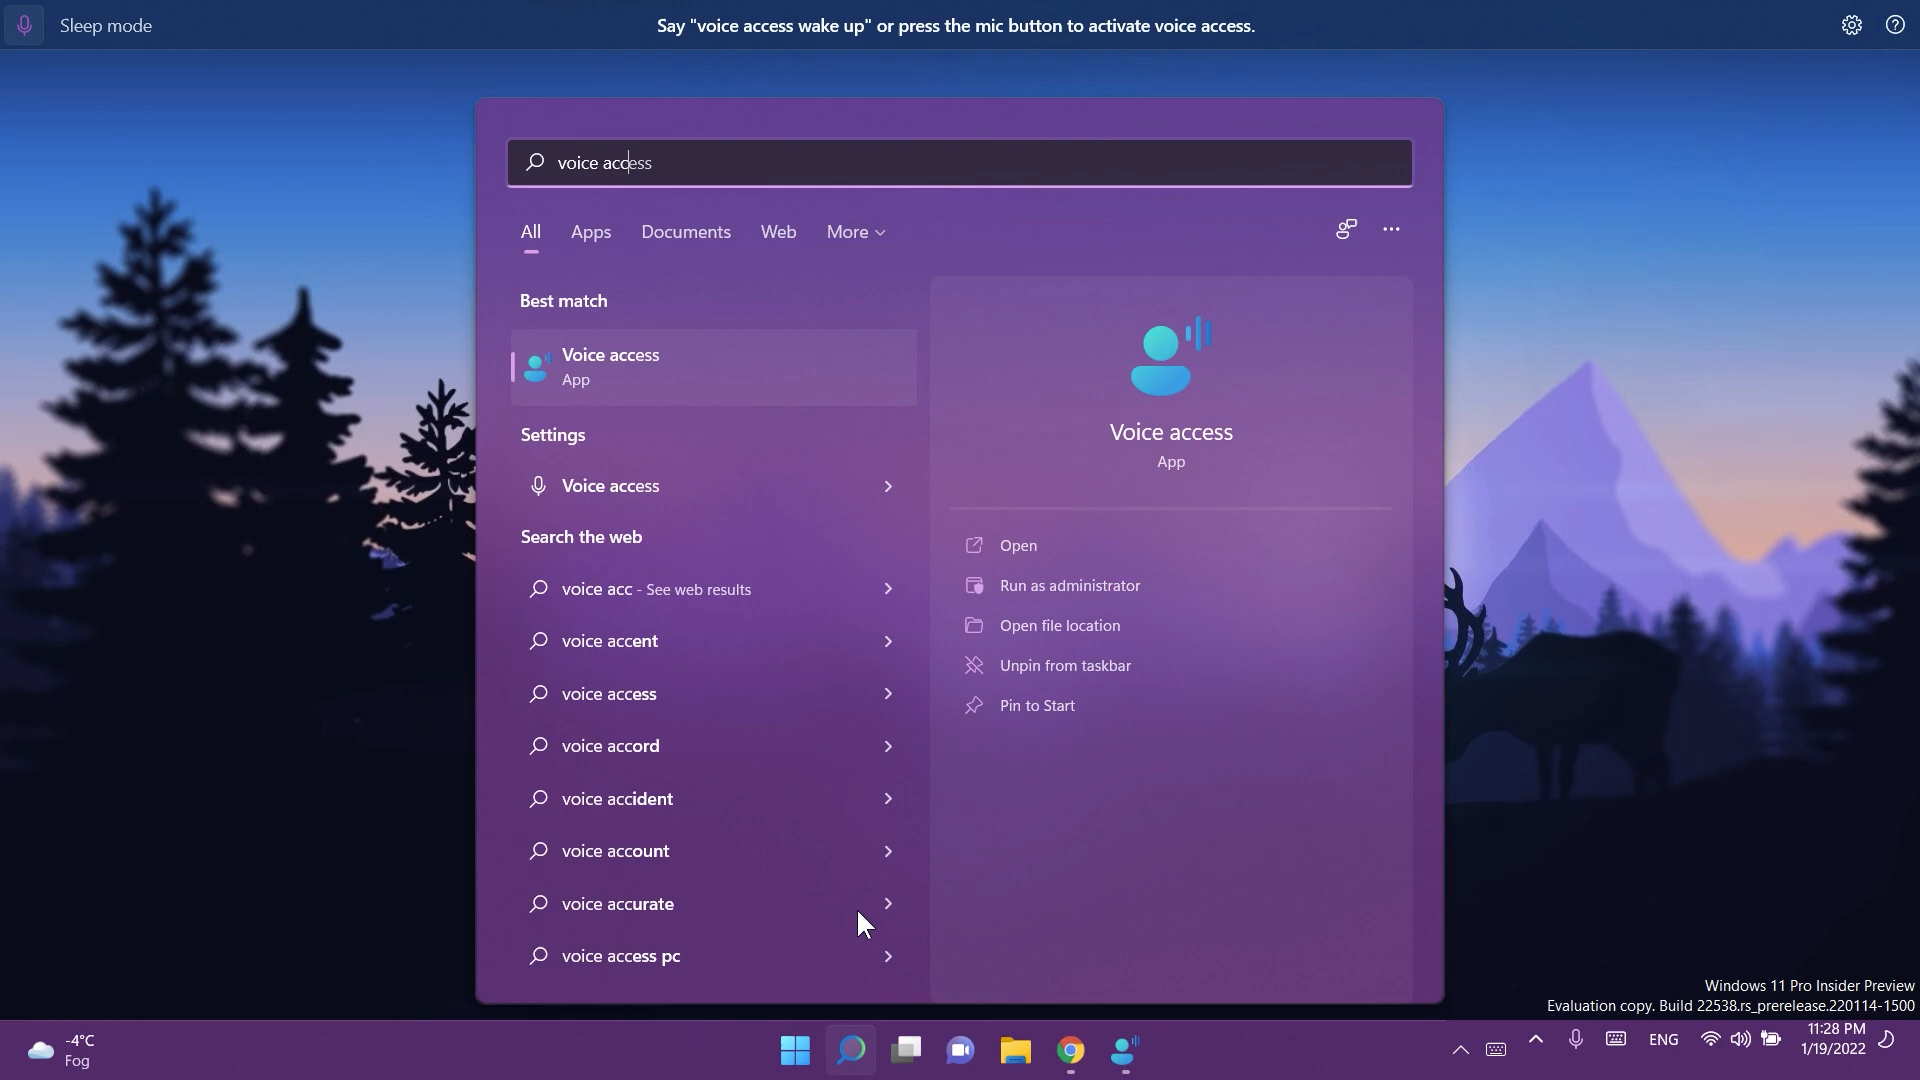 Sleep mode
Say "voice access wake up" or press the mic button to activate voice access.
voice access
All Apps Documents Web More
Best match
Voice access
App
Settings
Voice access
Search the web
voice acc - See web results
voice accent
voice access
voice accord
voice accident
voice account
voice accurate
voice access pc
Voice access
App
Open
Run as administrator
Open file location
Unpin from taskbar
Pin to Start
Windows 11 Pro Insider Preview
Evaluation copy. Build 22538.rs_prerelease.220114-1500
-4°C
Fog
ENG
11:28 PM
1/19/2022